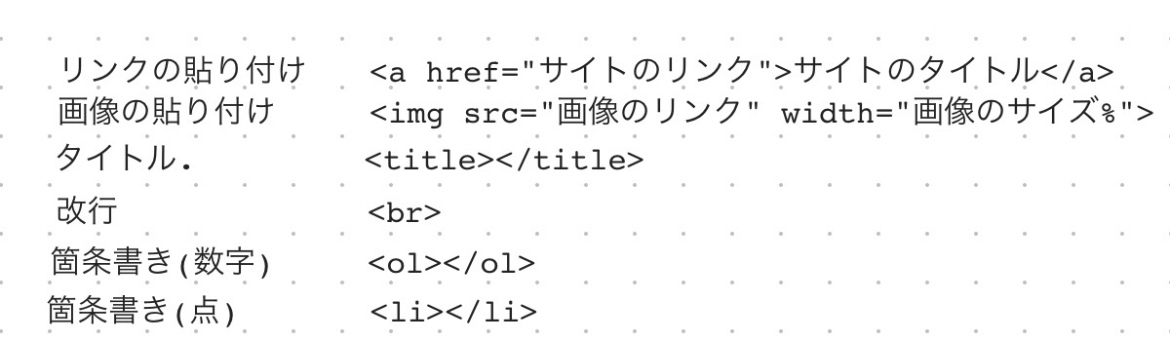 リンクの貼り付け <a href="サイトのリンク">サイトのタイトル</a>
画像の貼り付け <img src="画像のリンク" width="画像のサイズ%">
タイトル. <title></title>
改行 <br>
箇条書き(数字) <ol></ol>
箇条書き(点) <li></li>